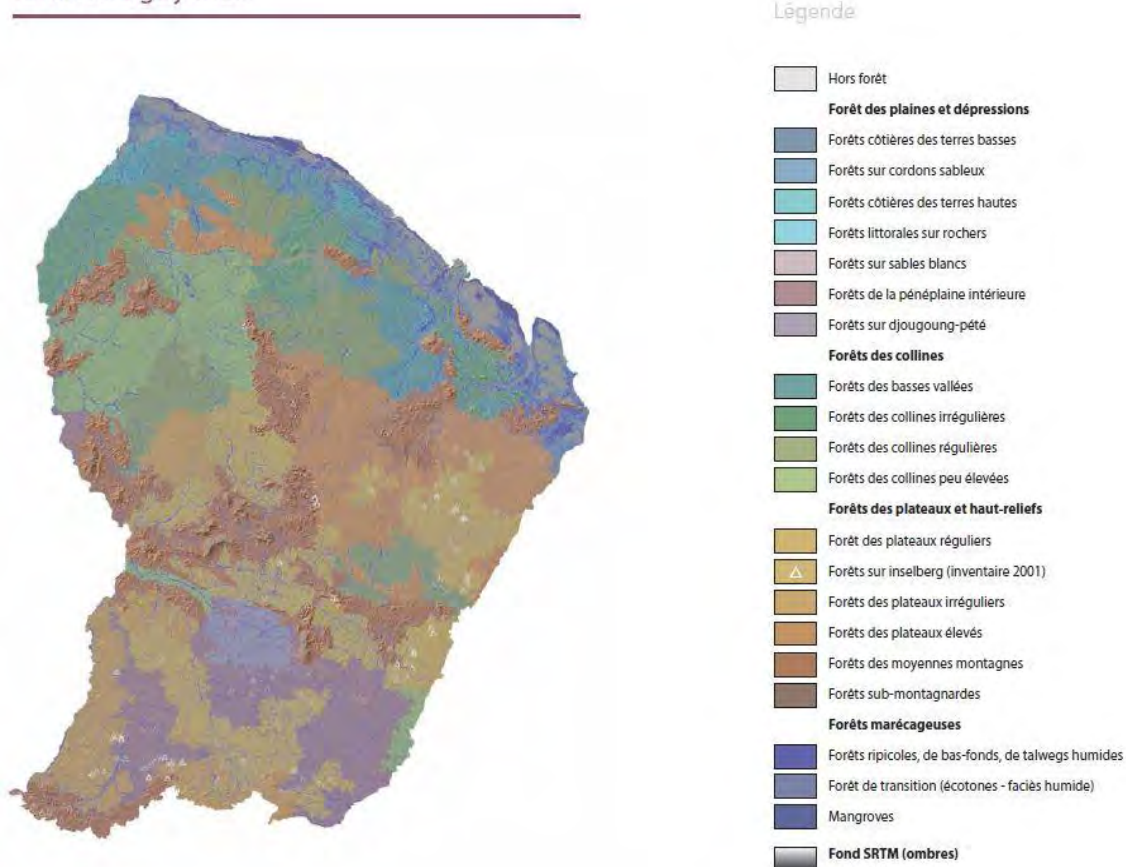 Légende
Hors forêt
Forêt des plaines et dépressions
Forêts côtières des terres basses
Forêts sur cordons sableux
Forêts côtières des terres hautes
Forêts littorales sur rochers
Forêts sur sables blancs
Forêts de la pénéplaine intérieure
Forêts sur djougoung-pété
Forêts des collines
Forêts des basses vallées
Forêts des collines irrégulières
Forêts des collines régulières
Forêts des collines peu élevées
Forêts des plateaux et haut-reliefs
Forêt des plateaux réguliers
Forêts sur inselberg (inventaire 2001)
Forêts des plateaux irréguliers
Forêts des plateaux élevés
Forêts des moyennes montagnes
Forêts sub-montagnardes
Forêts marécageuses
Forêts ripicoles, de bas-fonds, de talwegs humides
Forêt de transition (écotones - faciès humide)
Mangroves
Fond SRTM (ombres)